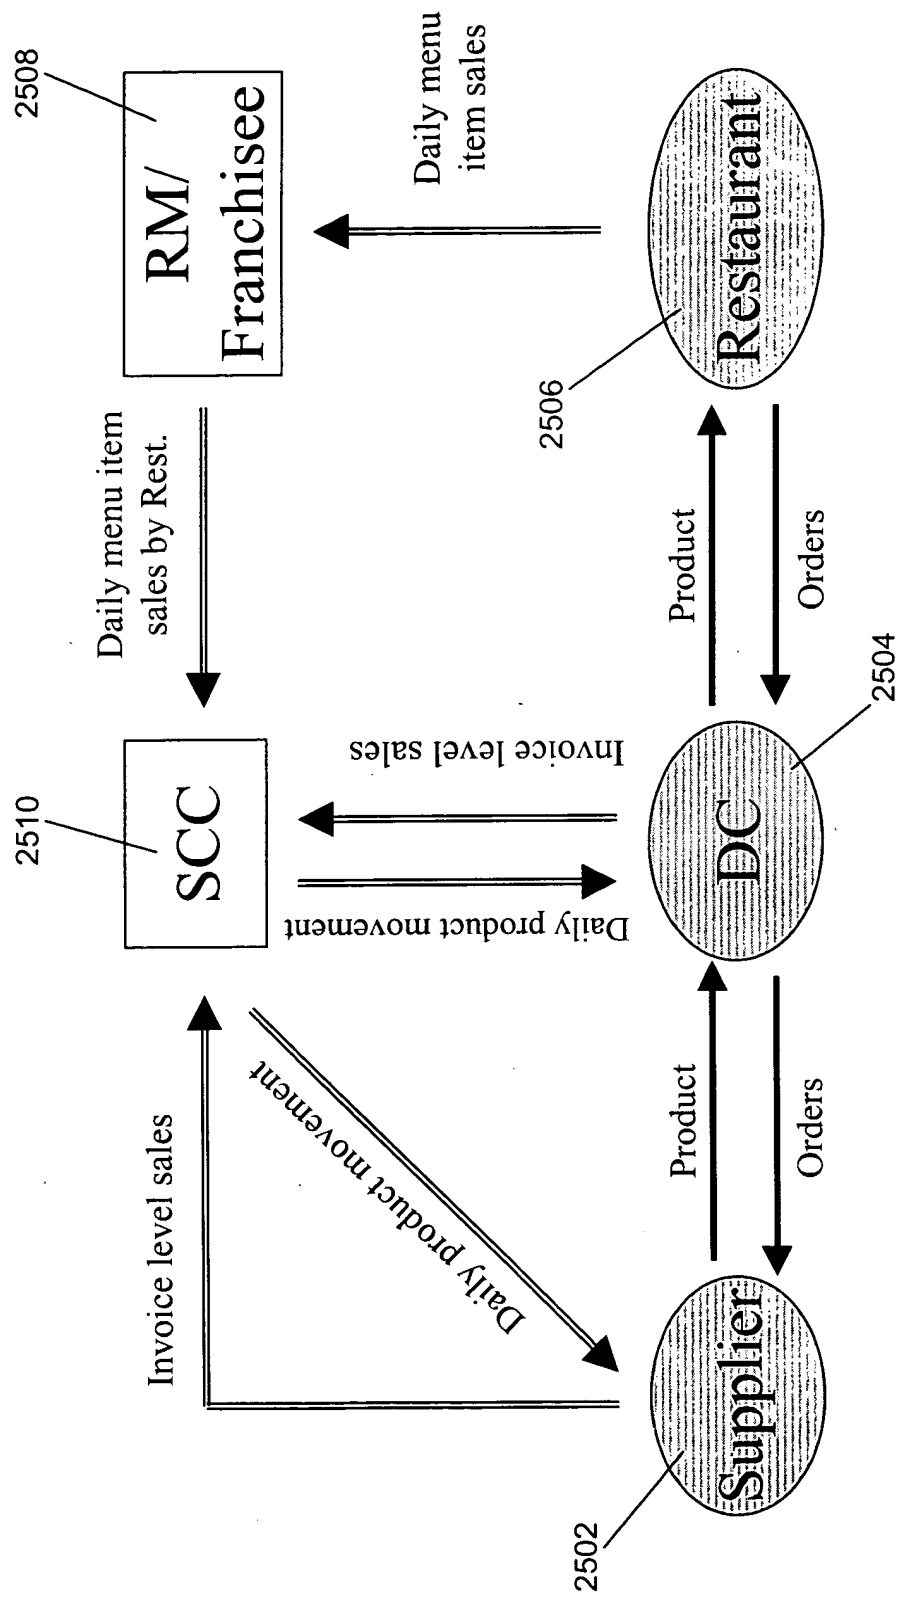 2510
2508
SCC
RM/
Franchisee
Daily menu item
sales by Rest.
Invoice level sales
Daily product movement
Daily product movement
Invoice level sales
Daily menu
item sales
2502
2506
Supplier
Product
Orders
DC
2504
Product
Orders
Restaurant